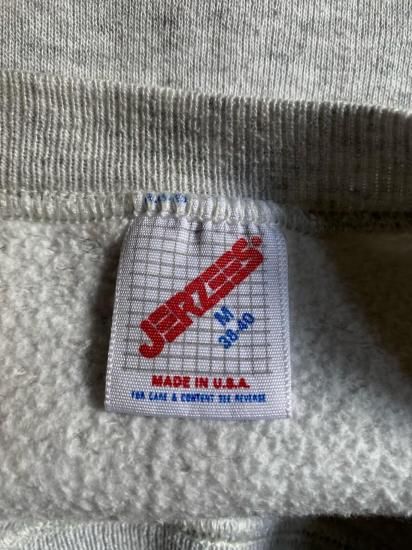 JERZEES
M
38-40
MADE IN U.S.A.
FOR CARE & CONTENT SEE REVERSE